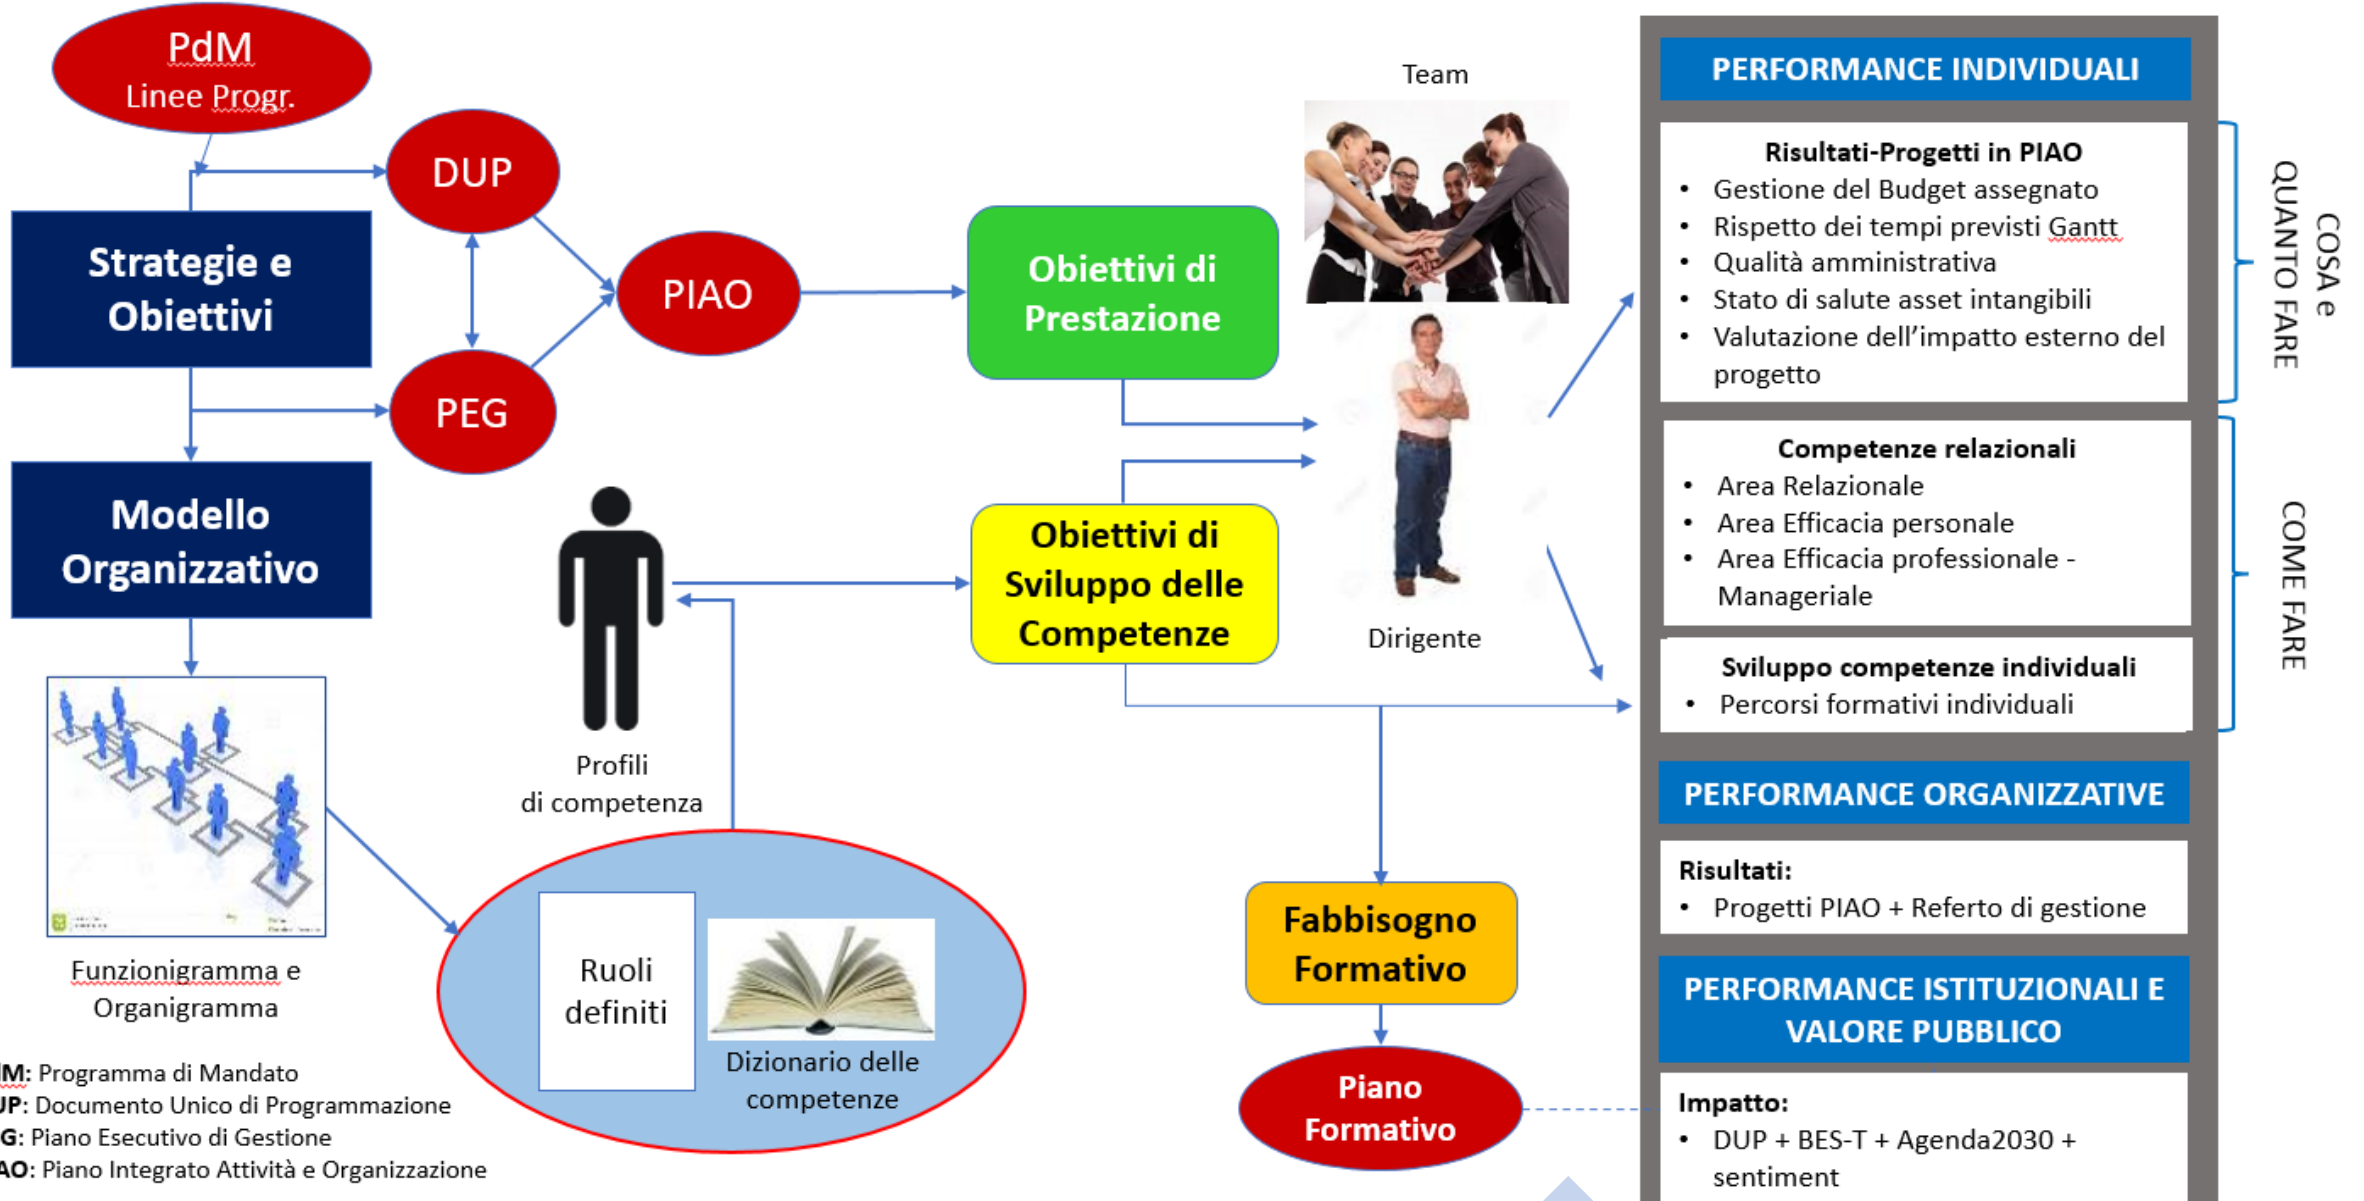 PdM
Linee Progr.
DUP
Strategie e
Obiettivi
PIAO
PEG
Modello
Organizzativo
Funzionigramma e
Organigramma
Profili
di competenza
Ruoli
definiti
Dizionario delle
competenze
M: Programma di Mandato
UP: Documento Unico di Programmazione
G: Piano Esecutivo di Gestione
AO: Piano Integrato Attività e Organizzazione
Obiettivi di
Prestazione
Obiettivi di
Sviluppo delle
Competenze
Team
Dirigente
Fabbisogno
Formativo
Piano
Formativo
PERFORMANCE INDIVIDUALI
Risultati-Progetti in PIAO
• Gestione del Budget assegnato
• Rispetto dei tempi previsti Gantt
• Qualità amministrativa
• Stato di salute asset intangibili
• Valutazione dell'impatto esterno del
progetto
Competenze relazionali
• Area Relazionale
• Area Efficacia personale
• Area Efficacia professionale -
Manageriale
Sviluppo competenze individuali
• Percorsi formativi individuali
PERFORMANCE ORGANIZZATIVE
Risultati:
• Progetti PIAO + Referto di gestione
PERFORMANCE ISTITUZIONALI E
VALORE PUBBLICO
Impatto:
• DUP + BES-T + Agenda2030 +
sentiment
COSA e
QUANTO FARE
COME FARE